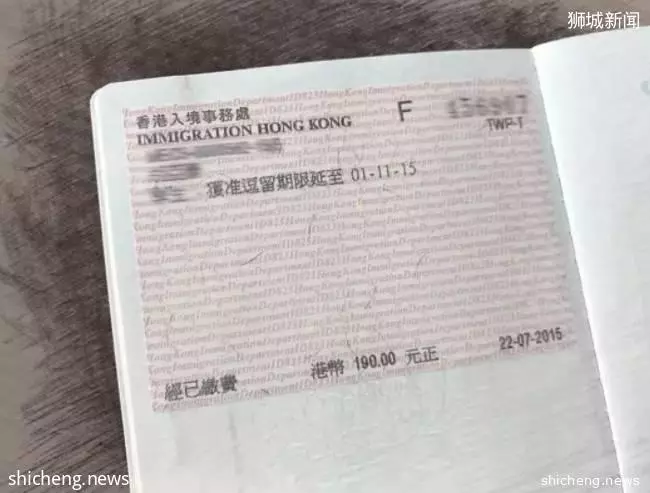 狮城新闻
香港入境事務處
IMMIGRATION HONG KONG
F
TWP-T
獲准逗留期限延至 01-11-15
經已繳費 港幣 190.00 元正 22-07-2015
shicheng.news
shicheng.news